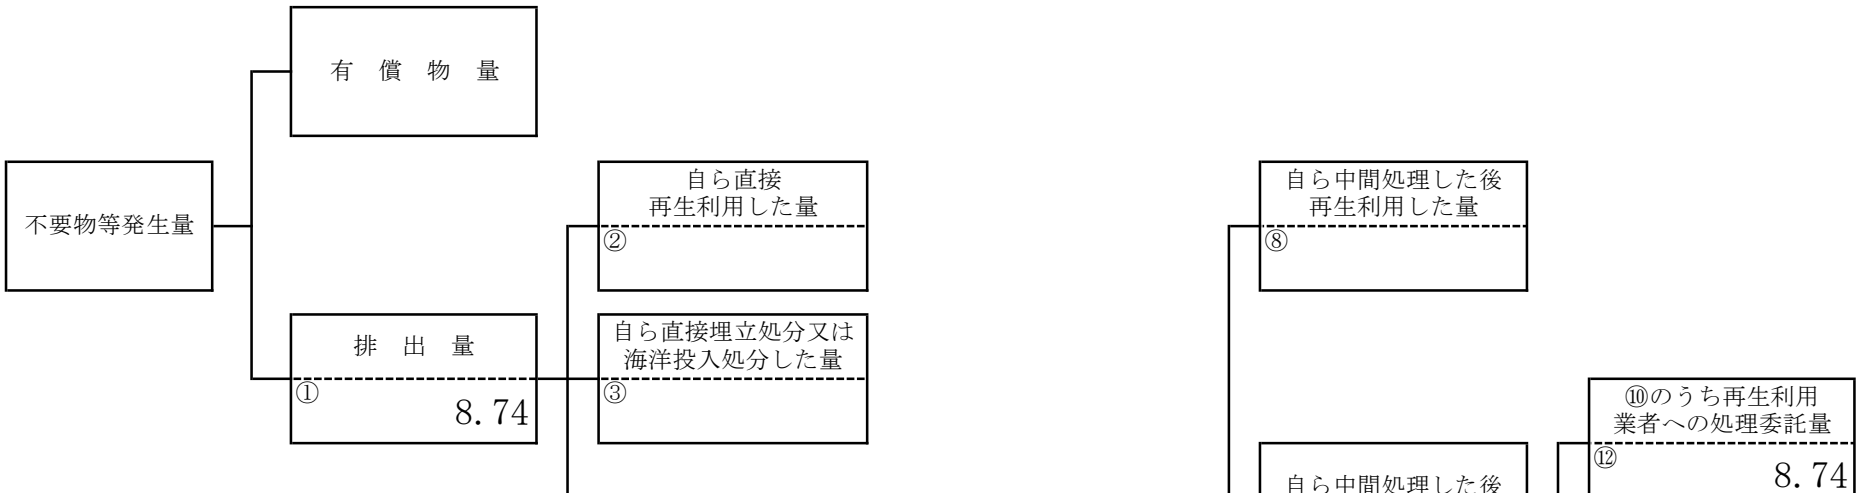 有 償 物 量
不要物等発生量
自ら直接
再生利用した量
②
自ら中間処理した後
再生利用した量
⑧
排 出 量
①
8.74
自ら直接埋立処分又は
海洋投入処分した量
③
⑩のうち再生利用
業者への処理委託量
⑫
8.74
自ら中間処理した後